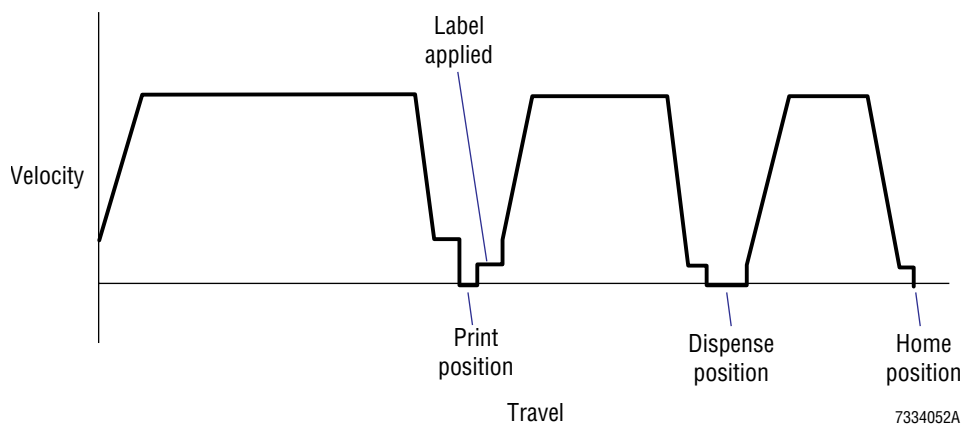 Label
applied
Velocity
Print
position
Dispense
position
Home
position
Travel
7334052A